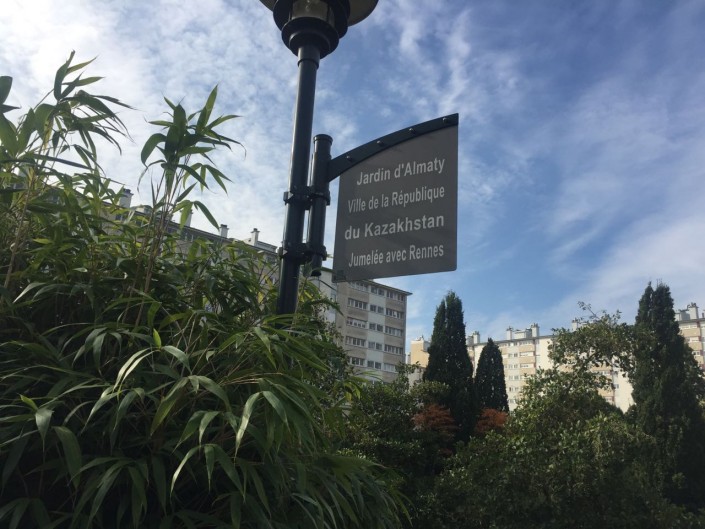 Jardin d'Almaty
Ville de la République
du Kazakhstan
Jumelée avec Rennes